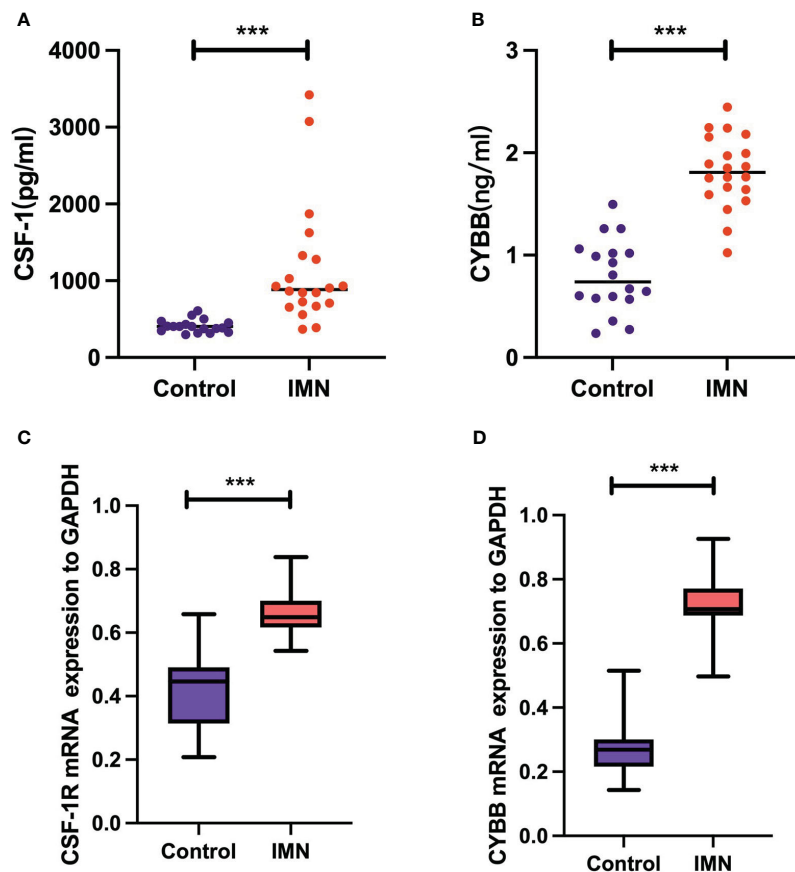 A
CSF-1(pg/ml)
***
4000
3000
2000
1000
0
Control
IMN
B
CYBB(ng/ml)
***
3
2
1
0
Control
IMN
C
CSF-1R mRNA expression to GAPDH
***
1.0
0.8
0.6
0.4
0.2
0.0
Control
IMN
D
CYBB mRNA expression to GAPDH
***
1.0
0.8
0.6
0.4
0.2
0.0
Control
IMN